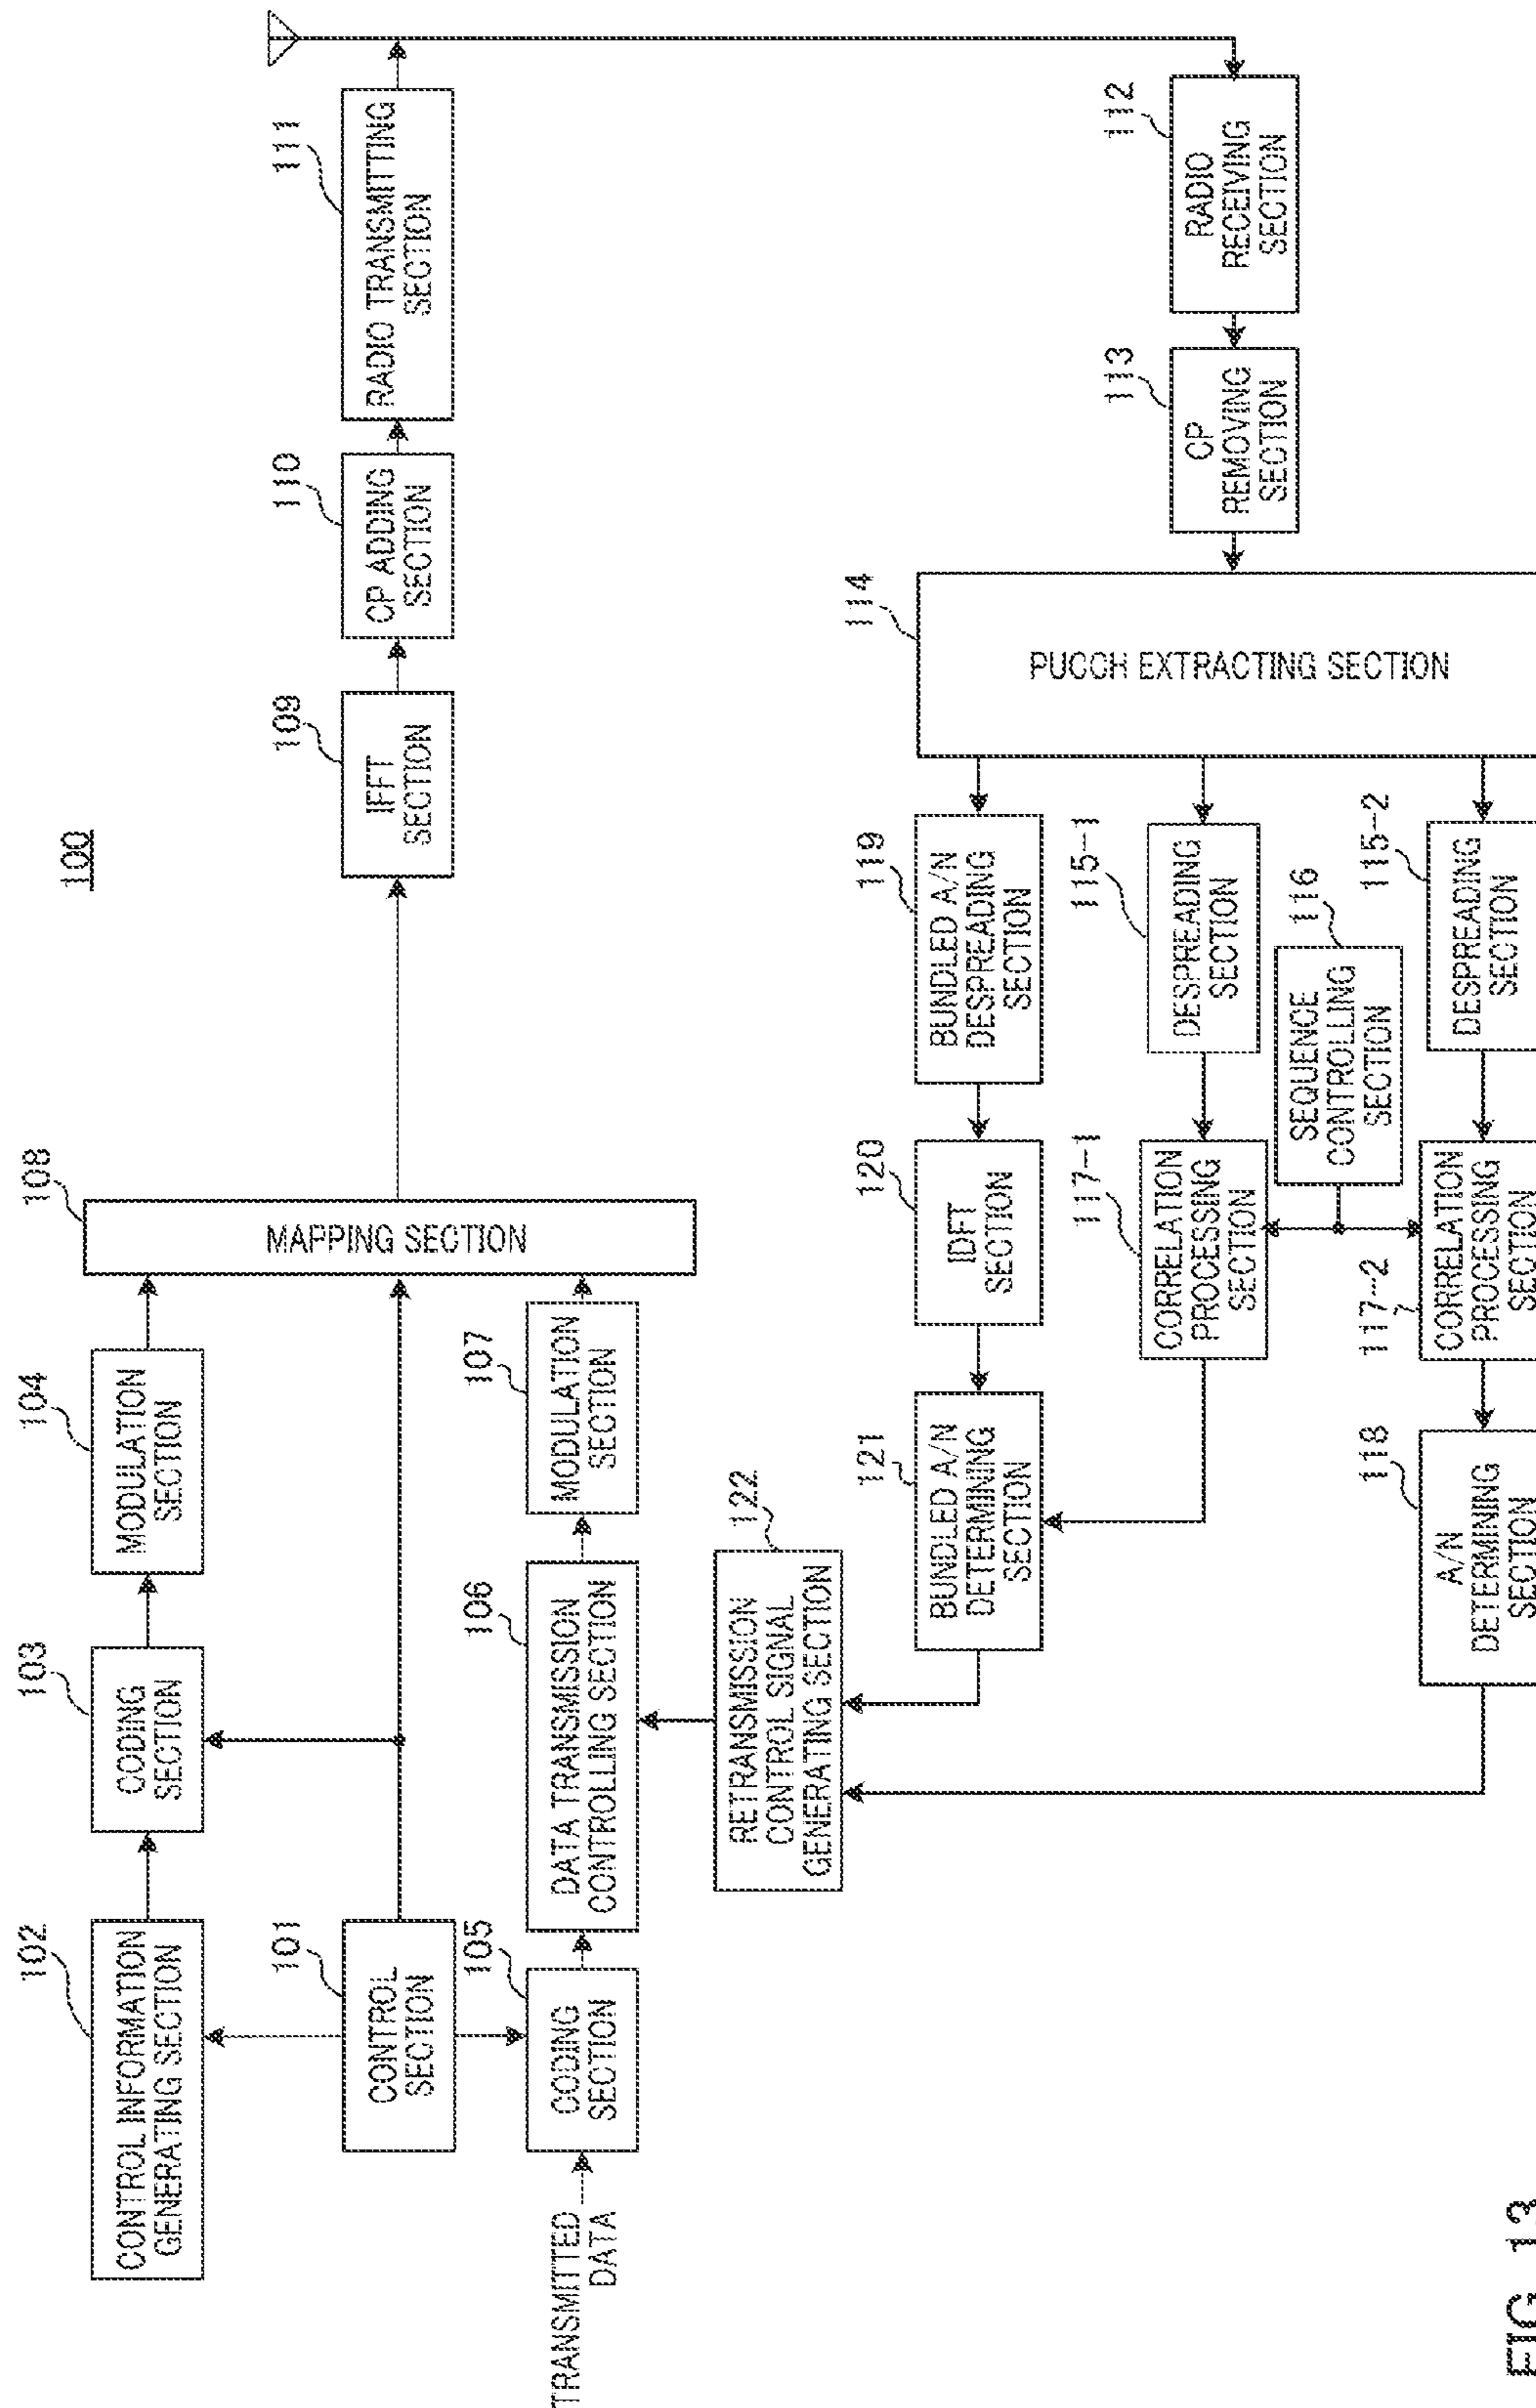 100
102
CONTROL INFORMATION
GENERATING SECTION
103
CODING
SECTION
104
MODULATION
SECTION
108
MAPPING SECTION
109
IFFT
SECTION
110
CP ADDING
SECTION
111
RADIO TRANSMITTING
SECTION
101
CONTROL
SECTION
TRANSMITTED
DATA
105
CODING
SECTION
106
DATA TRANSMISSION
CONTROLLING SECTION
107
MODULATION
SECTION
122
RETRANSMISSION
CONTROL SIGNAL
GENERATING SECTION
121
BUNDLED A/N
DETERMINING
SECTION
120
IDFT
SECTION
119
BUNDLED A/N
DESPREADING
SECTION
114
PUCCH EXTRACTING SECTION
113
CP
REMOVING
SECTION
112
RADIO
RECEIVING
SECTION
117-1
CORRELATION
PROCESSING
SECTION
115-1
DESPREADING
SECTION
116
SEQUENCE
CONTROLLING
SECTION
118
A/N
DETERMINING
SECTION
117-2
CORRELATION
PROCESSING
SECTION
115-2
DESPREADING
SECTION
FIG. 13